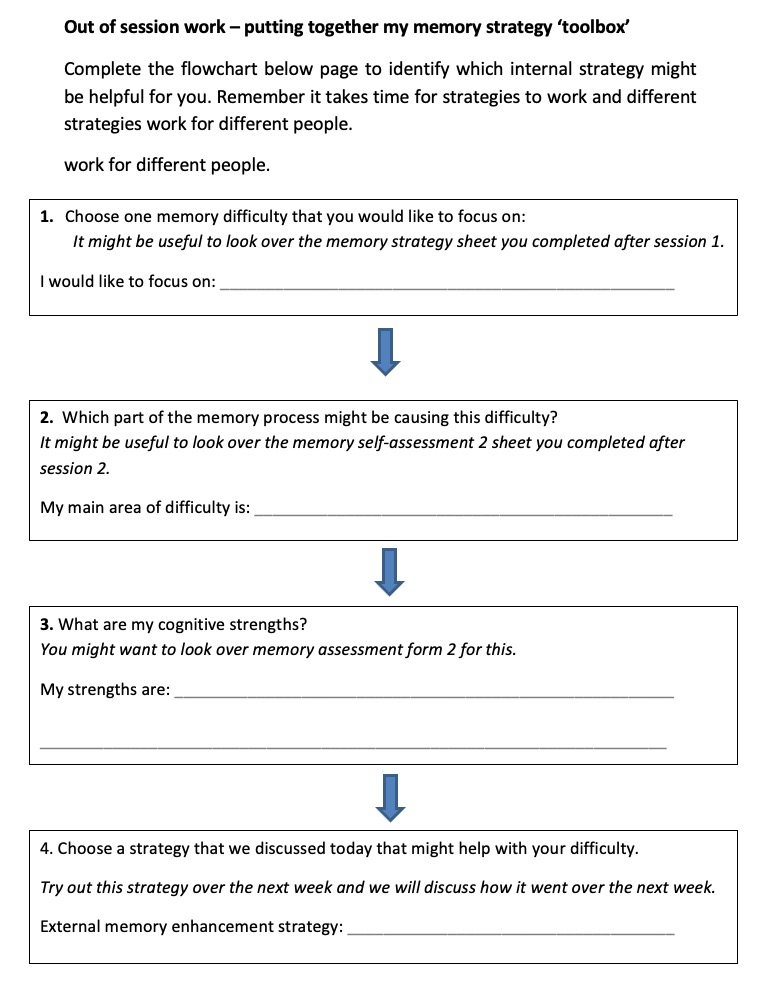 Out of session work – putting together my memory strategy ‘toolbox’
Complete the flowchart below page to identify which internal strategy might
be helpful for you. Remember it takes time for strategies to work and different
strategies work for different people.
work for different people.
1. Choose one memory difficulty that you would like to focus on:
It might be useful to look over the memory strategy sheet you completed after session 1.
I would like to focus on: ___________________________________________________
2. Which part of the memory process might be causing this difficulty?
It might be useful to look over the memory self-assessment 2 sheet you completed after
session 2.
My main area of difficulty is: _______________________________________________
3. What are my cognitive strengths?
You might want to look over memory assessment form 2 for this.
My strengths are: ________________________________________________________
______________________________________________________________________
4. Choose a strategy that we discussed today that might help with your difficulty.
Try out this strategy over the next week and we will discuss how it went over the next week.
External memory enhancement strategy: _____________________________________